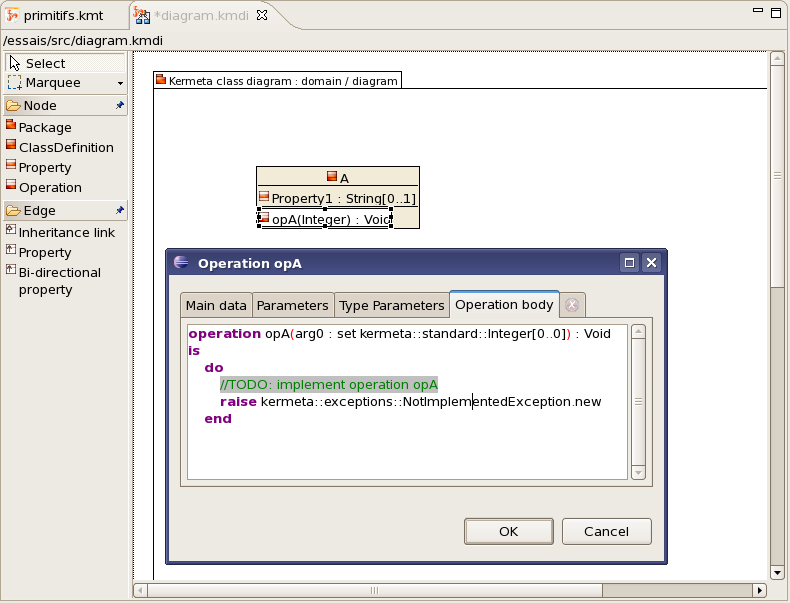 primitifs.kmt
*diagram.kmdi
/essais/src/diagram.kmdi
Select
Marquee
Node
Package
ClassDefinition
Property
Operation
Edge
Inheritance link
Property
Bi-directional
property
Kermeta class diagram : domain / diagram
A
Property1 : String[0..1]
opA(Integer) : Void
Operation opA
Main data
Parameters
Type Parameters
Operation body
operation opA(arg0 : set kermeta::standard::Integer[0..0]) : Void
is
do
//TODO: implement operation opA
raise kermeta::exceptions::NotImplementedException.new
end
OK
Cancel